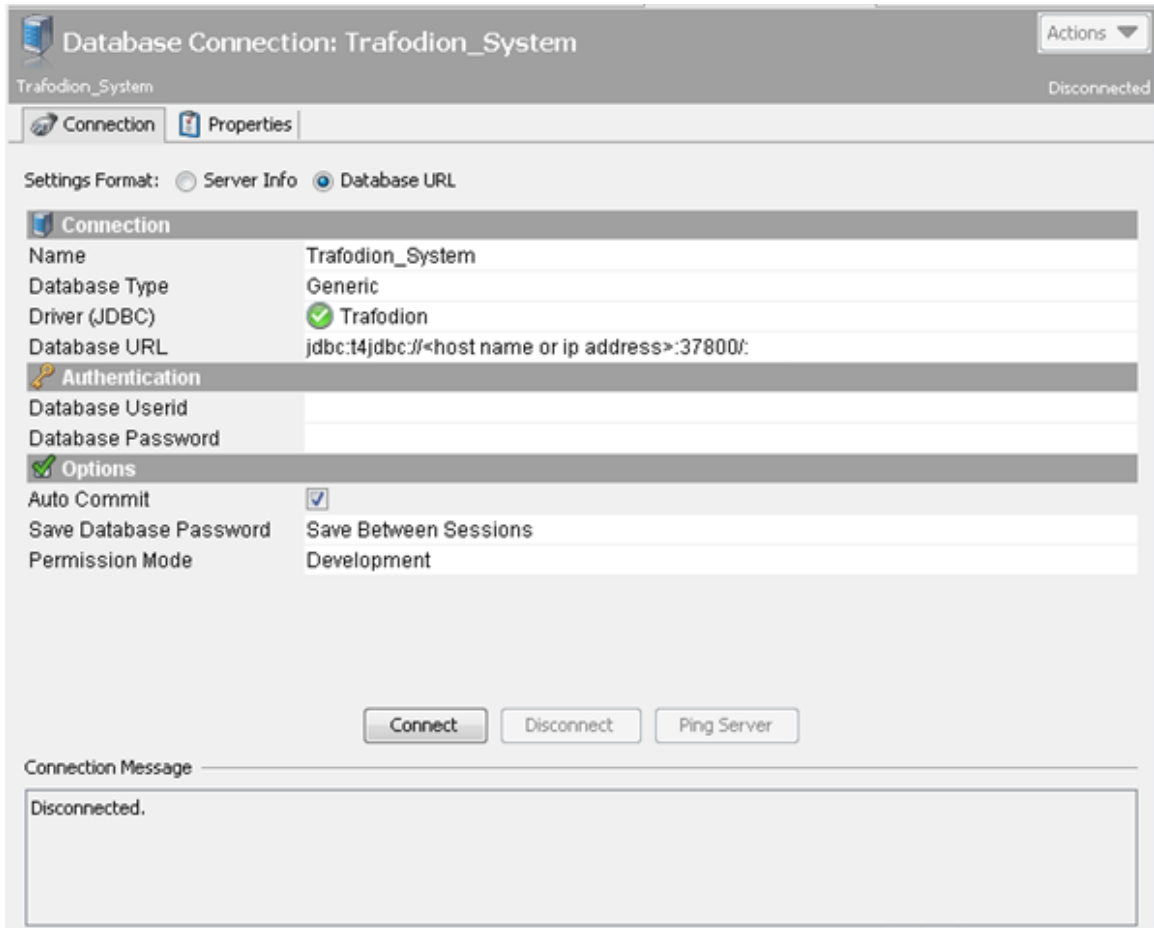 Database Connection: Trafodion_System
Actions
Trafodion_System
Disconnected
Connection Properties
Settings Format: Server Info Database URL
Connection
Name Trafodion_System
Database Type Generic
Driver (JDBC) Trafodion
Database URL jdbc:t4jdbc://<host name or ip address>:37800/:
Authentication
Database Userid
Database Password
Options
Auto Commit
Save Database Password Save Between Sessions
Permission Mode Development
Connect Disconnect Ping Server
Connection Message
Disconnected.